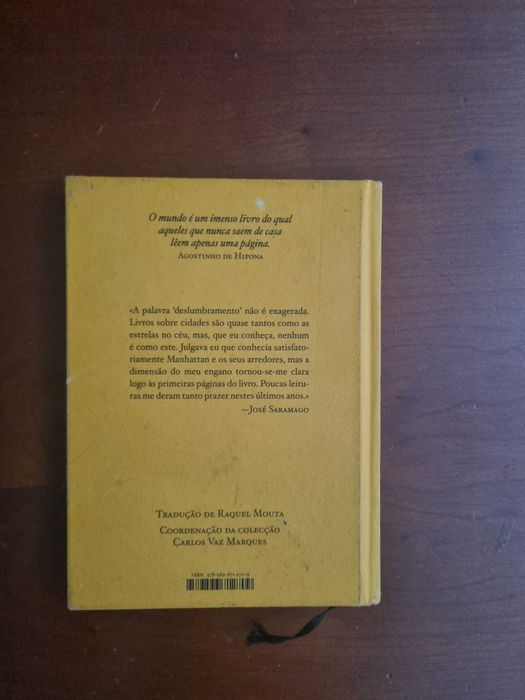 O mundo é um imenso livro do qual
aqueles que nunca saem de casa
lêem apenas uma página.
Agostinho de Hipona
«A palavra 'deslumbramento' não é exagerada.
Livros sobre cidades são quase tantos como as
estrelas no céu, mas, que eu conheça, nenhum
é como este. Julgava eu que conhecia satisfato-
riamente Manhattan e os seus arredores, mas a
dimensão do meu engano tornou-se-me clara
logo às primeiras páginas do livro. Poucas leitu-
ras me deram tanto prazer nestes últimos anos.»
—José Saramago
Tradução de Raquel Mouta
Coordenação da colecção
Carlos Vaz Marques
ISBN